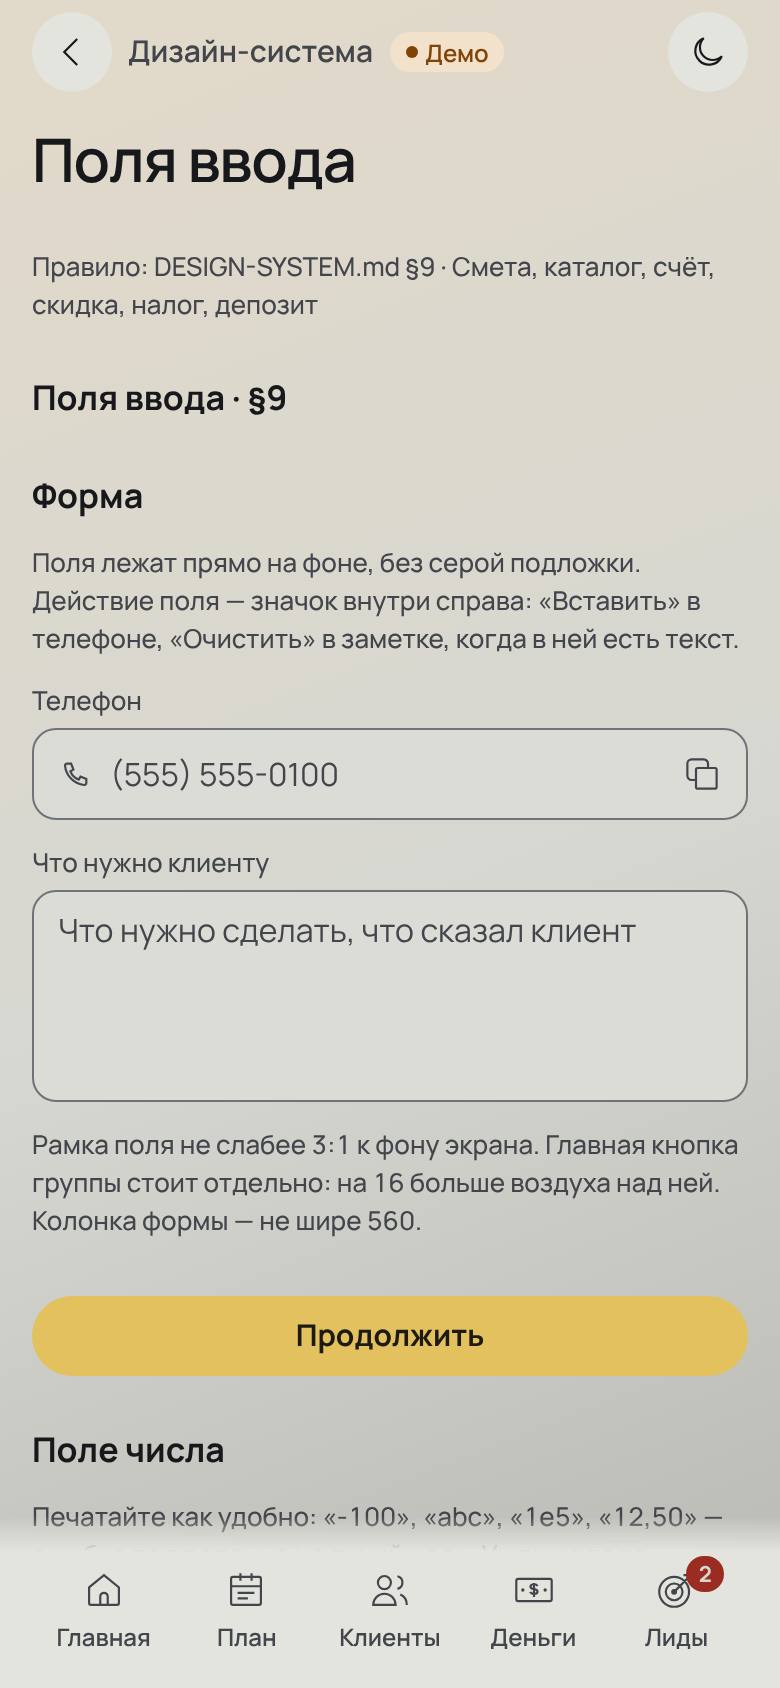 Дизайн-система
Демо
Поля ввода
Правило: DESIGN-SYSTEM.md §9 · Смета, каталог, счёт,
скидка, налог, депозит
Поля ввода · §9
Форма
Поля лежат прямо на фоне, без серой подложки.
Действие поля — значок внутри справа: «Вставить» в
телефоне, «Очистить» в заметке, когда в ней есть текст.
Телефон
(555) 555-0100
Что нужно клиенту
Что нужно сделать, что сказал клиент
Рамка поля не слабее 3:1 к фону экрана. Главная кнопка
группы стоит отдельно: на 16 больше воздуха над ней.
Колонка формы — не шире 560.
Продолжить
Поле числа
Печатайте как удобно: «-100», «abc», «1e5», «12,50» —
2
Главная
План
Клиенты
Деньги
Лиды